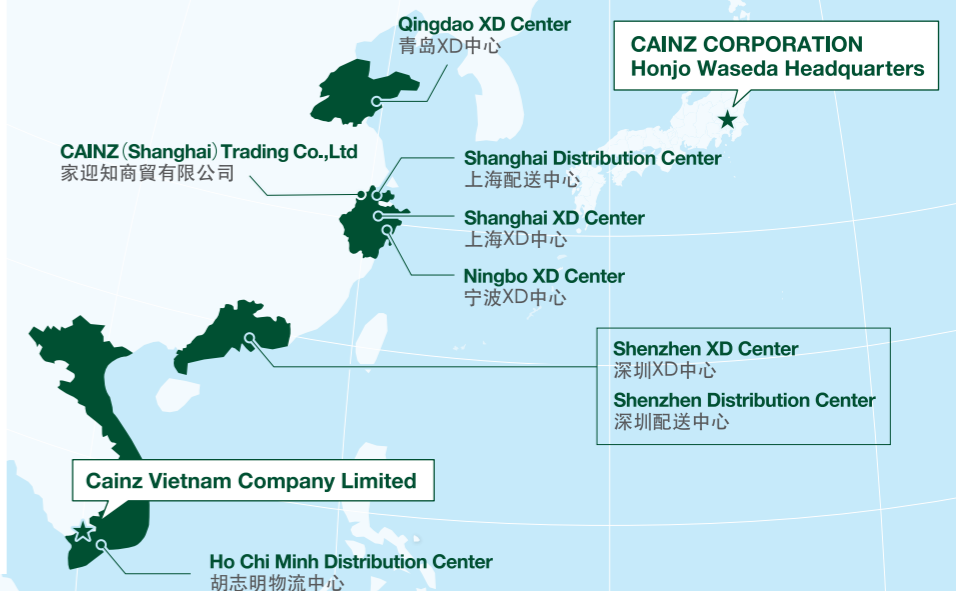 Qingdao XD Center
青岛XD中心
CAINZ CORPORATION
Honjo Waseda Headquarters
CAINZ(Shanghai)Trading Co.,Ltd
家迎知商貿有限公司
Shanghai Distribution Center
上海配送中心
Shanghai XD Center
上海XD中心
Ningbo XD Center
宁波XD中心
Shenzhen XD Center
深圳XD中心
Shenzhen Distribution Center
深圳配送中心
Cainz Vietnam Company Limited
Ho Chi Minh Distribution Center
胡志明物流中心